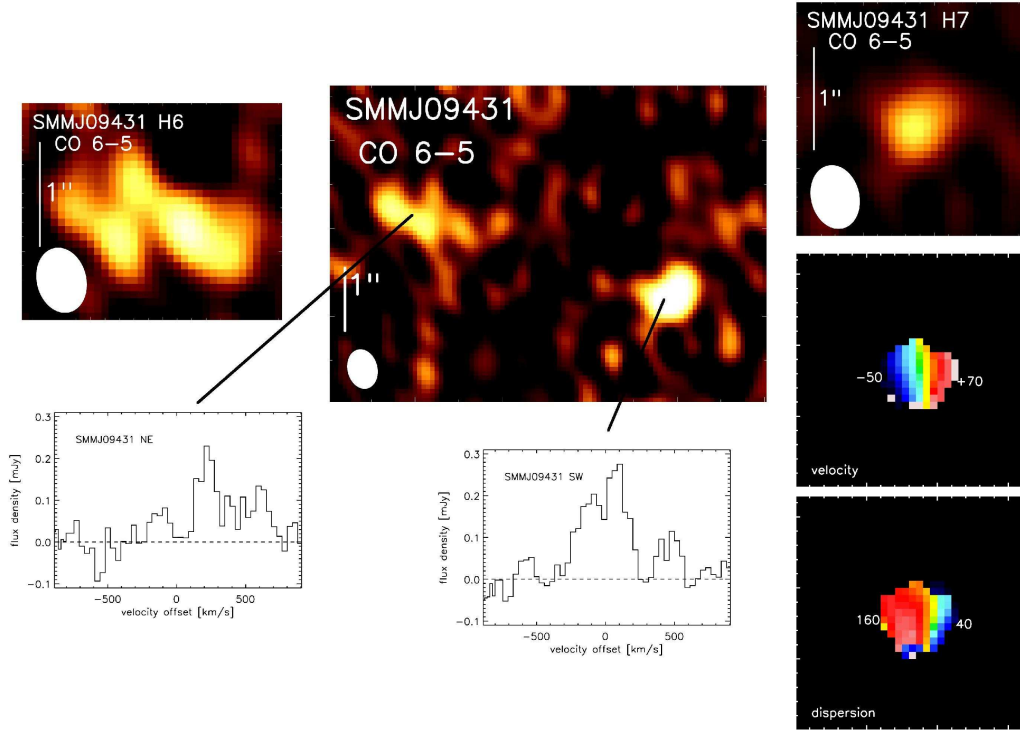 SMMJ09431 H6
CO 6-5
1"
SMMJ09431
CO 6-5
1"
SMMJ09431 H7
CO 6-5
1"
-50
+70
velocity
160
40
dispersion
SMMJ09431 NE
flux density [mJy]
0.3
0.2
0.1
0.0
-0.1
-500
0
500
velocity offset [km/s]
SMMJ09431 SW
flux density [mJy]
0.3
0.2
0.1
0.0
-0.1
-500
0
500
velocity offset [km/s]